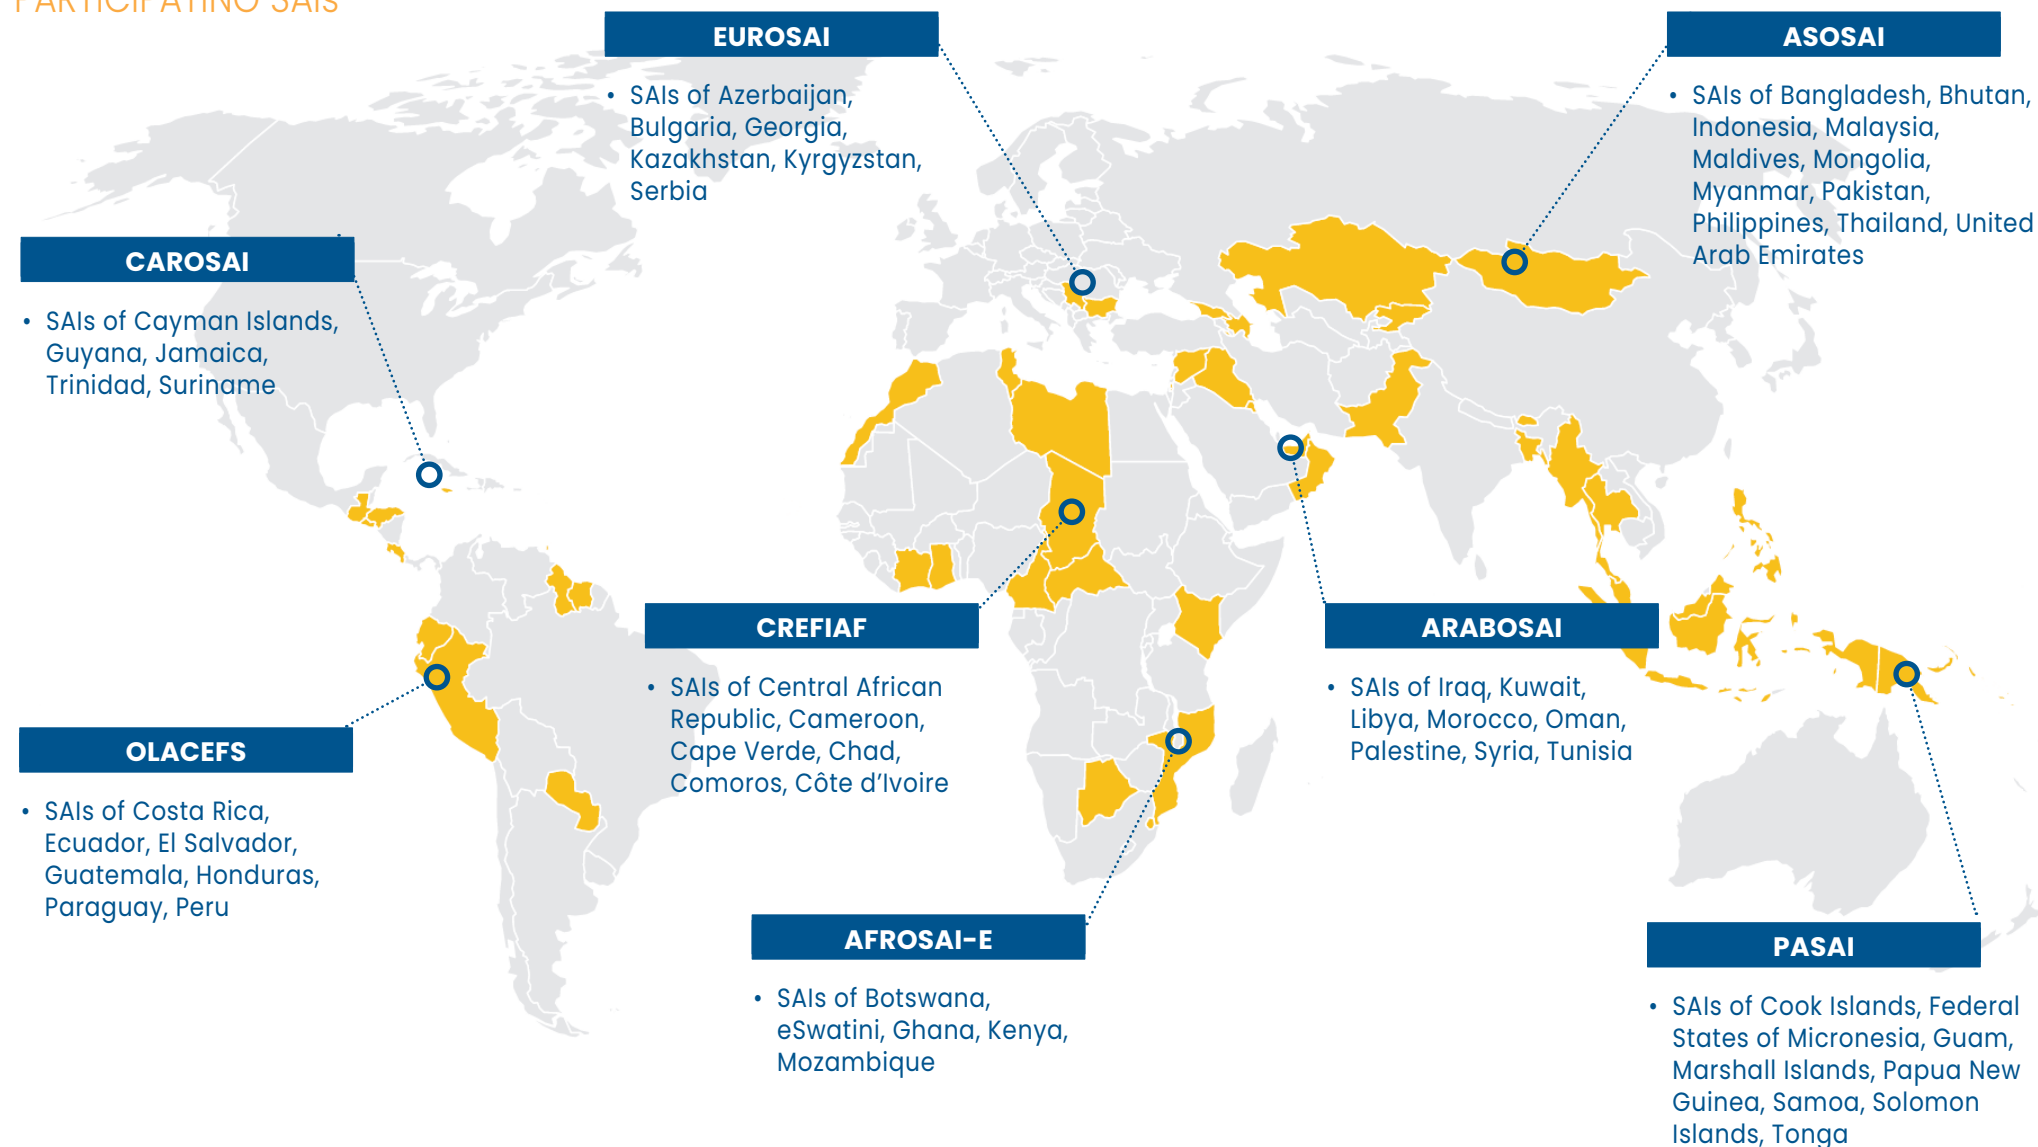 PARTICIPATING SAIs
EUROSAI
• SAIs of Azerbaijan,
Bulgaria, Georgia,
Kazakhstan, Kyrgyzstan,
Serbia
ASOSAI
• SAIs of Bangladesh, Bhutan,
Indonesia, Malaysia,
Maldives, Mongolia,
Myanmar, Pakistan,
Philippines, Thailand, United
Arab Emirates
CAROSAI
• SAIs of Cayman Islands,
Guyana, Jamaica,
Trinidad, Suriname
CREFIAF
• SAIs of Central African
Republic, Cameroon,
Cape Verde, Chad,
Comoros, Côte d’Ivoire
ARABOSAI
• SAIs of Iraq, Kuwait,
Libya, Morocco, Oman,
Palestine, Syria, Tunisia
OLACEFS
• SAIs of Costa Rica,
Ecuador, El Salvador,
Guatemala, Honduras,
Paraguay, Peru
AFROSAI-E
• SAIs of Botswana,
eSwatini, Ghana, Kenya,
Mozambique
PASAI
• SAIs of Cook Islands, Federal
States of Micronesia, Guam,
Marshall Islands, Papua New
Guinea, Samoa, Solomon
Islands, Tonga